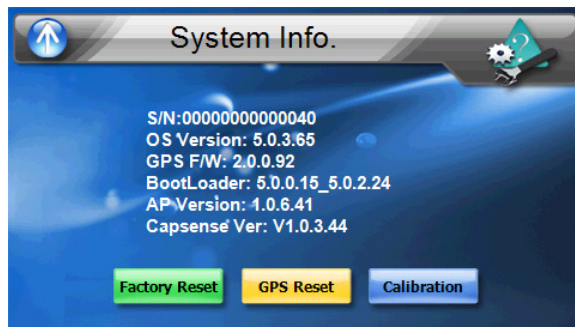 System Info.
S/N:00000000000040
OS Version: 5.0.3.65
GPS F/W: 2.0.0.92
BootLoader: 5.0.0.15_5.0.2.24
AP Version: 1.0.6.41
Capsense Ver: V1.0.3.44
Factory Reset GPS Reset Calibration